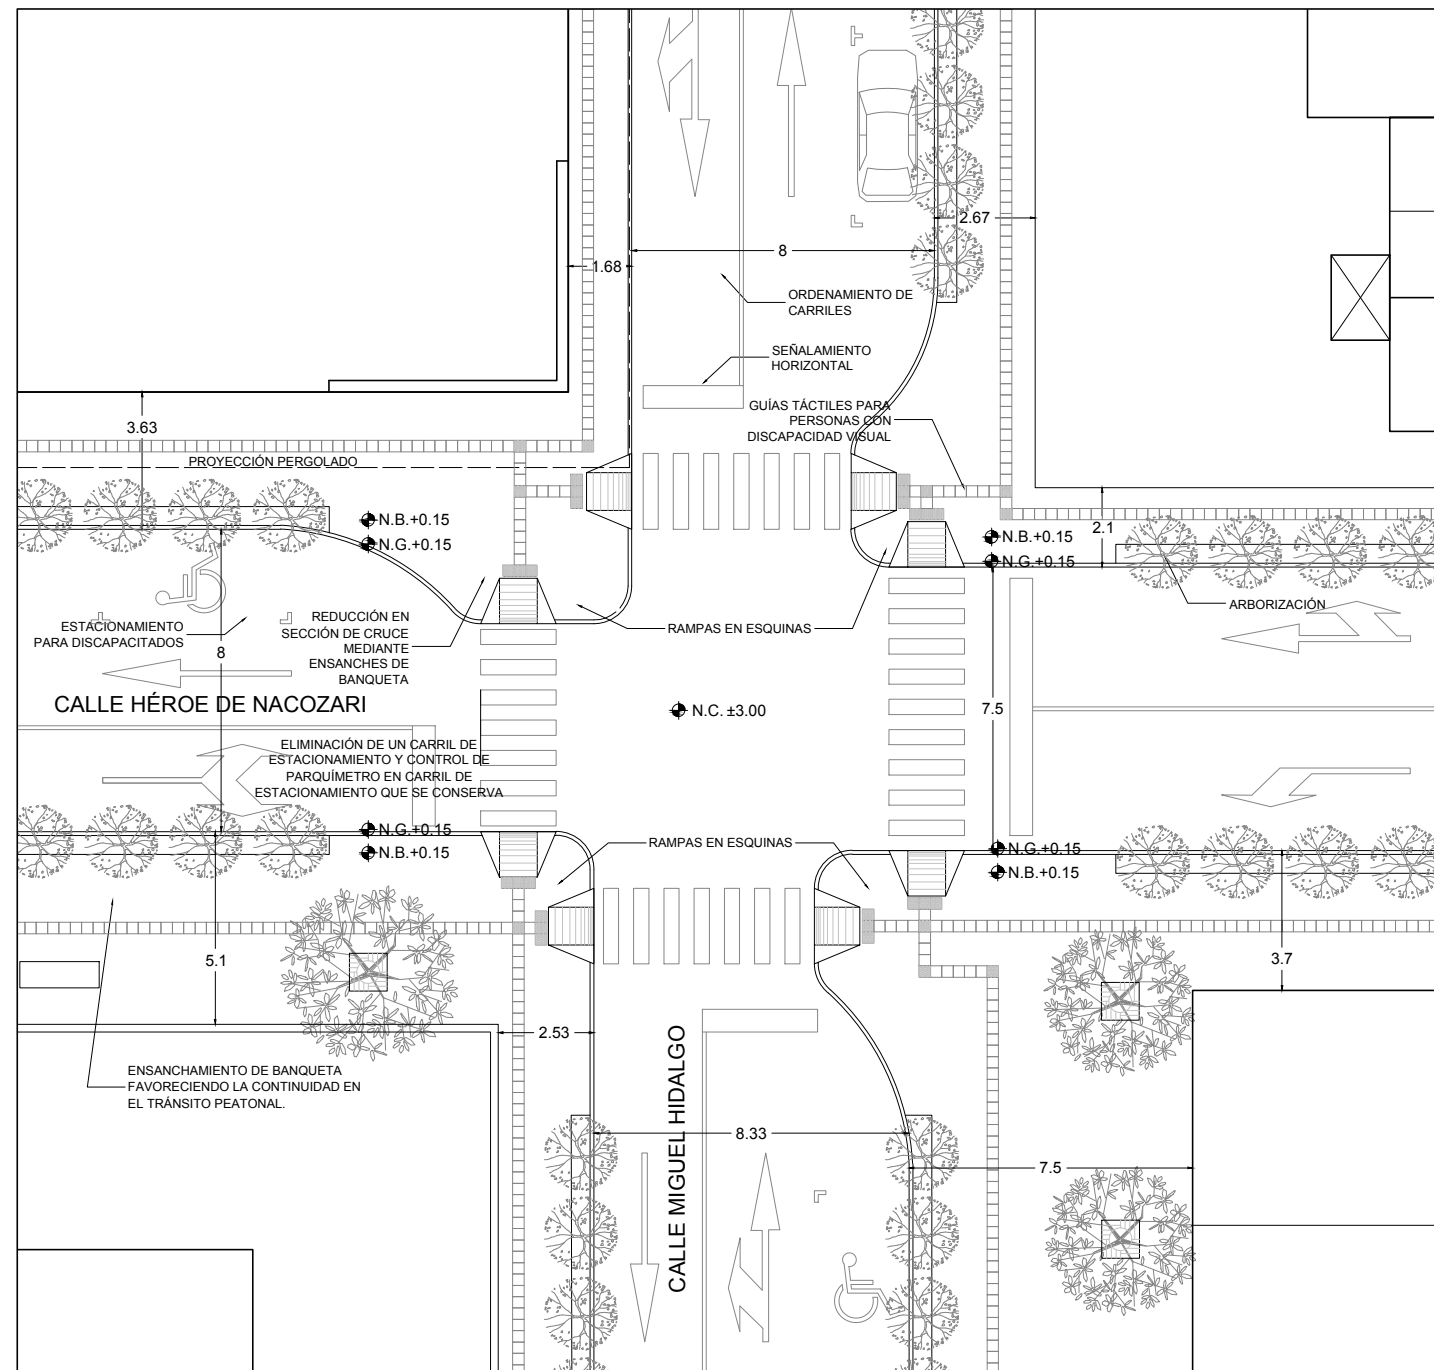 2.67
8
1.68
ORDENAMIENTO DE
CARRILES
SEÑALAMIENTO
HORIZONTAL
GUÍAS TÁCTILES PARA
PERSONAS CON
DISCAPACIDAD VISUAL
3.63
PROYECCIÓN PERGOLADO
N.B.+0.15
N.G.+0.15
N.B.+0.15
N.G.+0.15
2.1
ARBORIZACIÓN
ESTACIONAMIENTO
PARA DISCAPACITADOS
8
REDUCCIÓN EN
SECCIÓN DE CRUCE
MEDIANTE
ENSANCHES DE
BANQUETA
RAMPAS EN ESQUINAS
CALLE HÉROE DE NACOZARI
N.C. ±3.00
7.5
ELIMINACIÓN DE UN CARRIL DE
ESTACIONAMIENTO Y CONTROL DE
PARQUÍMETRO EN CARRIL DE
ESTACIONAMIENTO QUE SE CONSERVA
N.G.+0.15
N.B.+0.15
RAMPAS EN ESQUINAS
N.G.+0.15
N.B.+0.15
5.1
3.7
2.53
ENSANCHAMIENTO DE BANQUETA
FAVORECIENDO LA CONTINUIDAD EN
EL TRÁNSITO PEATONAL.
CALLE MIGUEL HIDALGO
8.33
7.5